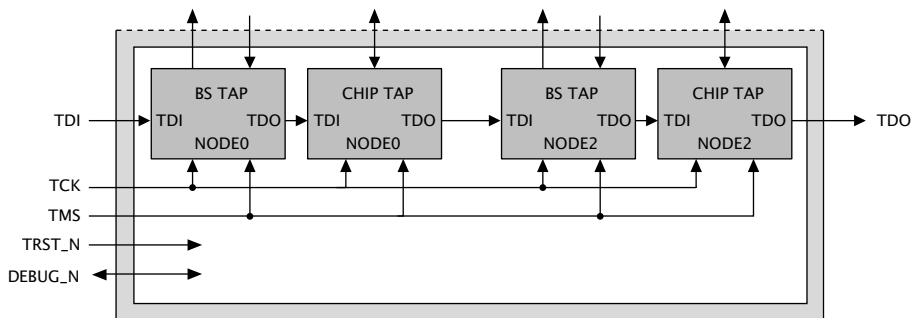 BS TAP
CHIP TAP
BS TAP
CHIP TAP
TDI
TDI
TDO
TDI
TDO
TDI
TDO
TDI
TDO
TDO
NODE0
NODE0
NODE2
NODE2
TCK
TMS
TRST_N
DEBUG_N